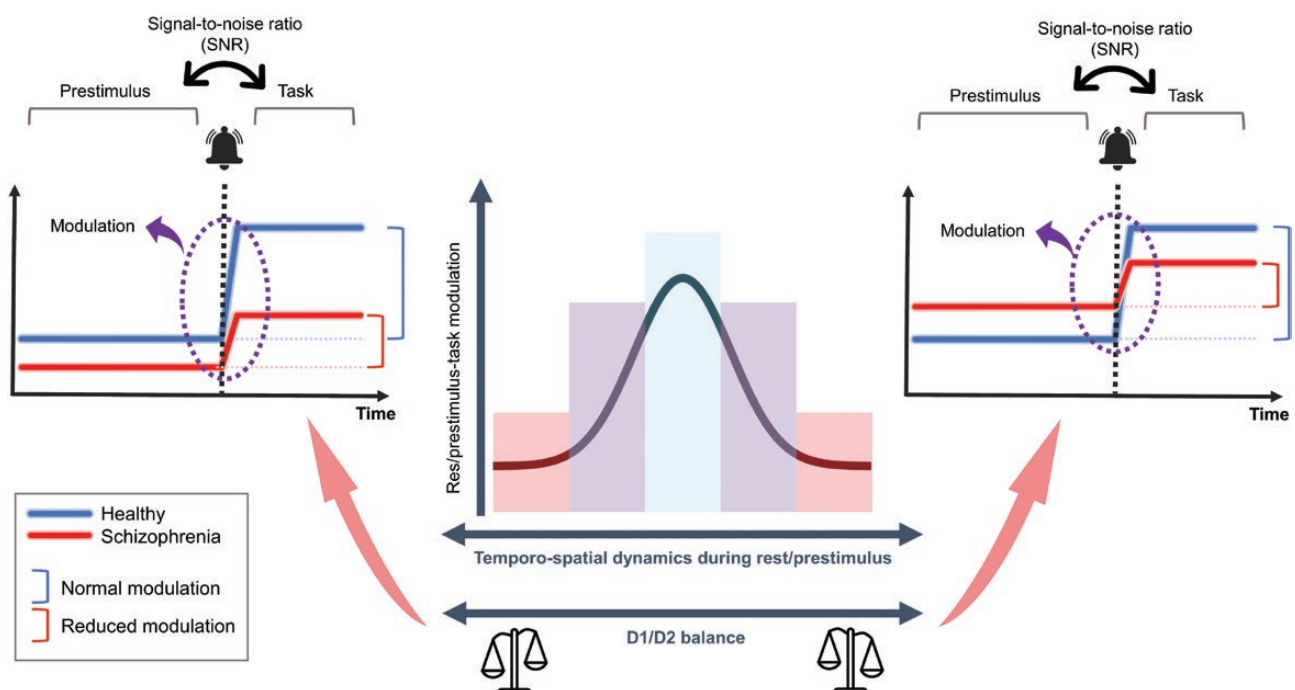 Signal-to-noise ratio
(SNR)
Prestimulus
Task
Modulation
Time
Healthy
Schizophrenia
Normal modulation
Reduced modulation
Res/prestimulus-task modulation
Temporo-spatial dynamics during rest/prestimulus
D1/D2 balance
Signal-to-noise ratio
(SNR)
Prestimulus
Task
Modulation
Time